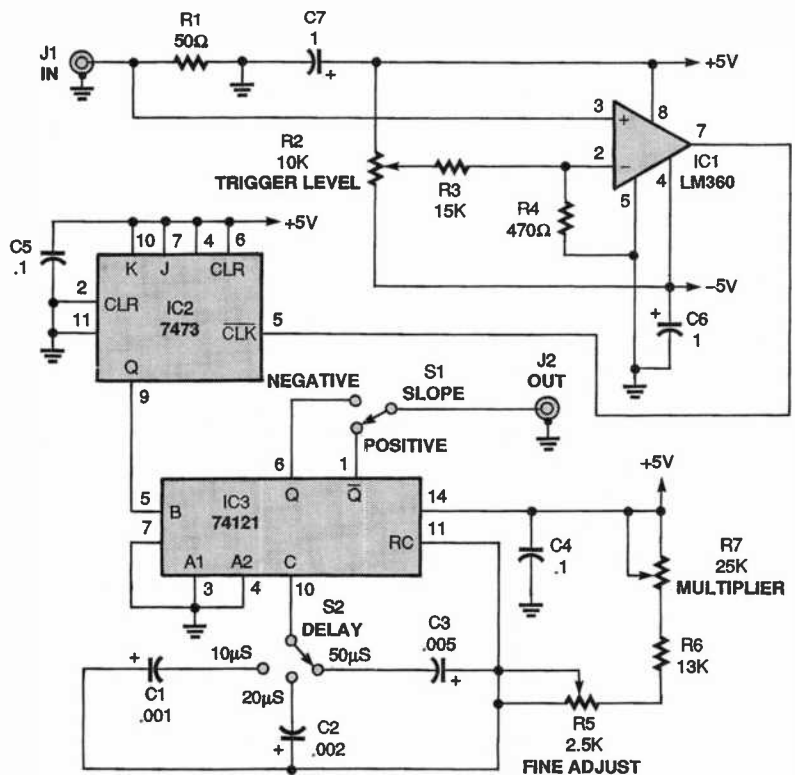 J1
IN
R1
50Ω
C7
1
+
+5V
3
+
8
7
2
−
R2
10K
TRIGGER LEVEL
R3
15K
R4
470Ω
5
4
IC1
LM360
+5V
C5
.1
10
7
4
6
K
J
CLR
2
CLR
11
IC2
7473
CLK
5
Q
9
−5V
+
C6
1
NEGATIVE
S1
SLOPE
J2
OUT
POSITIVE
6
1
Q
Q
5
B
7
IC3
74121
14
RC
11
A1
A2
C
3
4
10
+5V
C4
.1
R7
25K
MULTIPLIER
S2
DELAY
C3
.005
+
R6
13K
10µS
50µS
20µS
+
C1
.001
C2
.002
+
R5
2.5K
FINE ADJUST